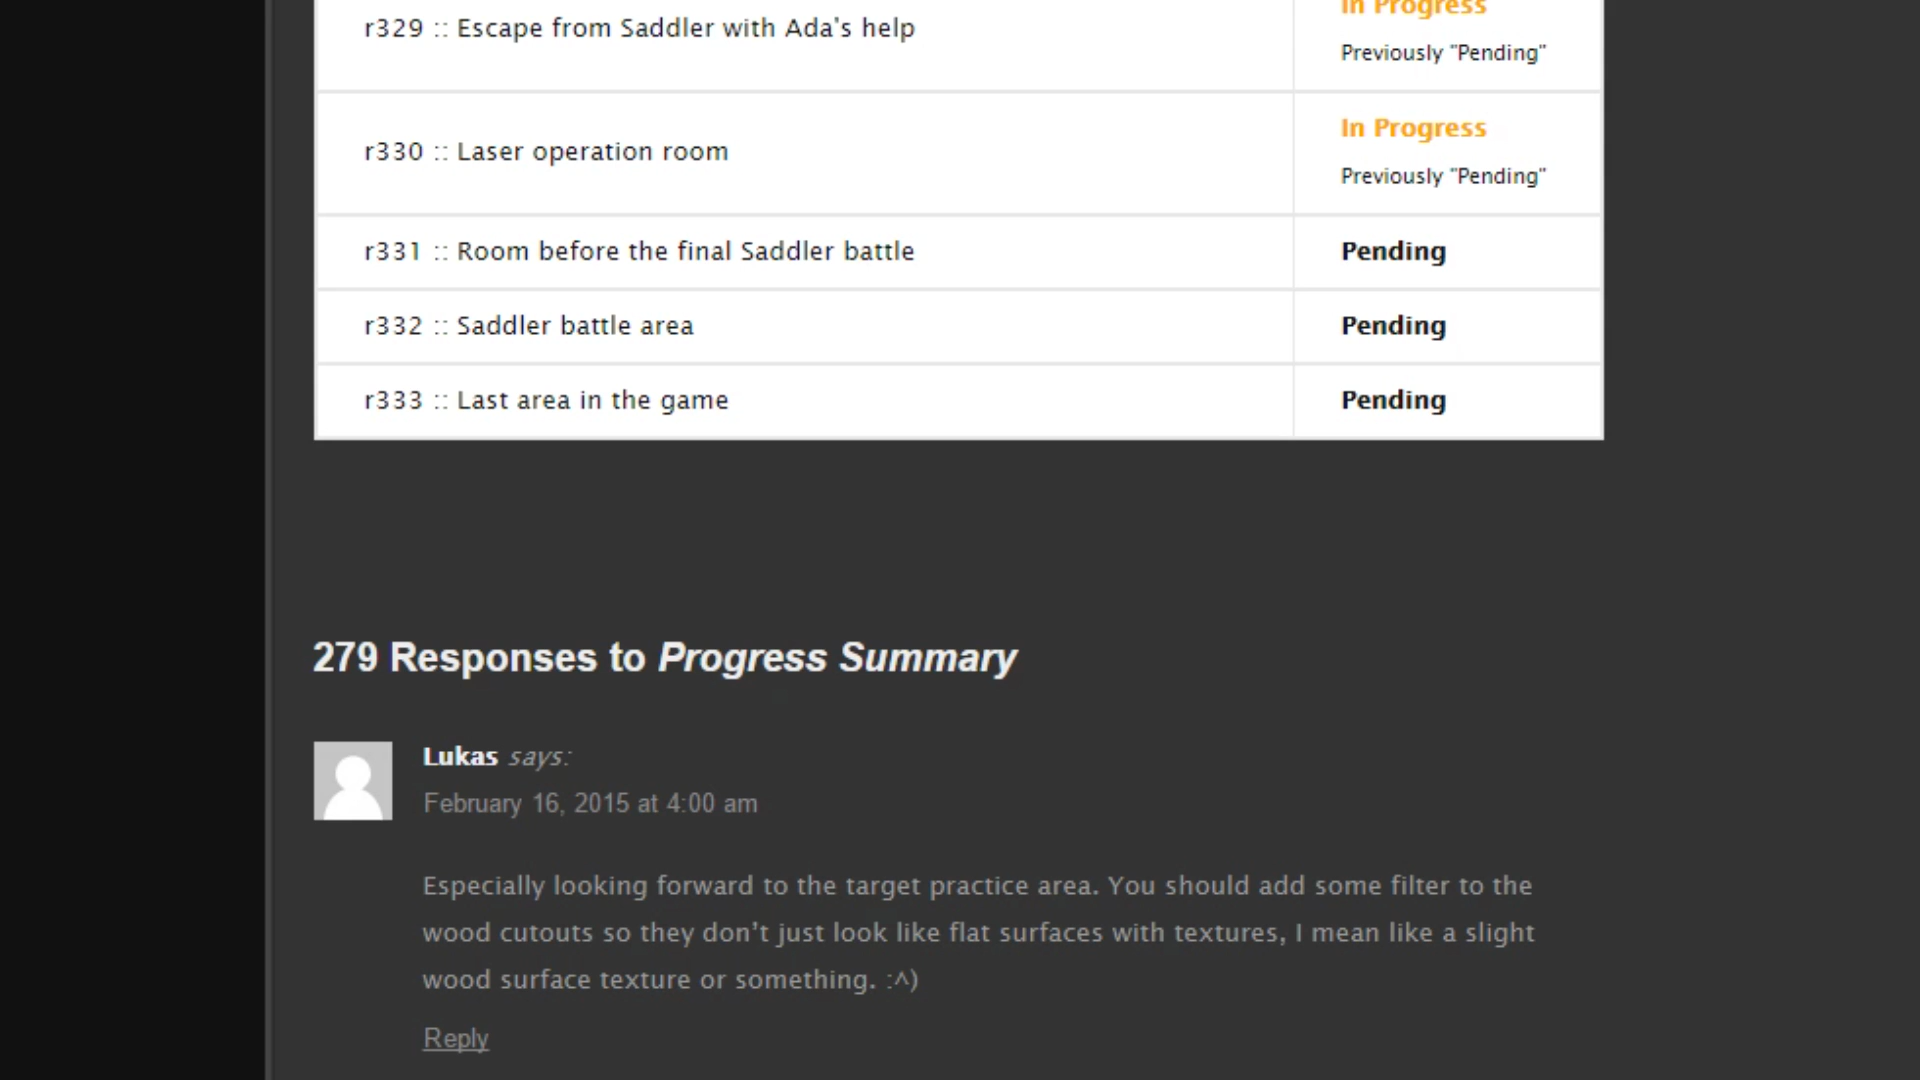 In Progress
r329 :: Escape from Saddler with Ada's help
Previously "Pending"
In Progress
r330 :: Laser operation room
Previously "Pending"
r331 :: Room before the final Saddler battle Pending
r332 :: Saddler battle area Pending
r333 :: Last area in the game Pending
279 Responses to Progress Summary
Lukas says:
February 16, 2015 at 4:00 am
Especially looking forward to the target practice area. You should add some filter to the
wood cutouts so they don’t just look like flat surfaces with textures, I mean like a slight
wood surface texture or something. :^)
Reply